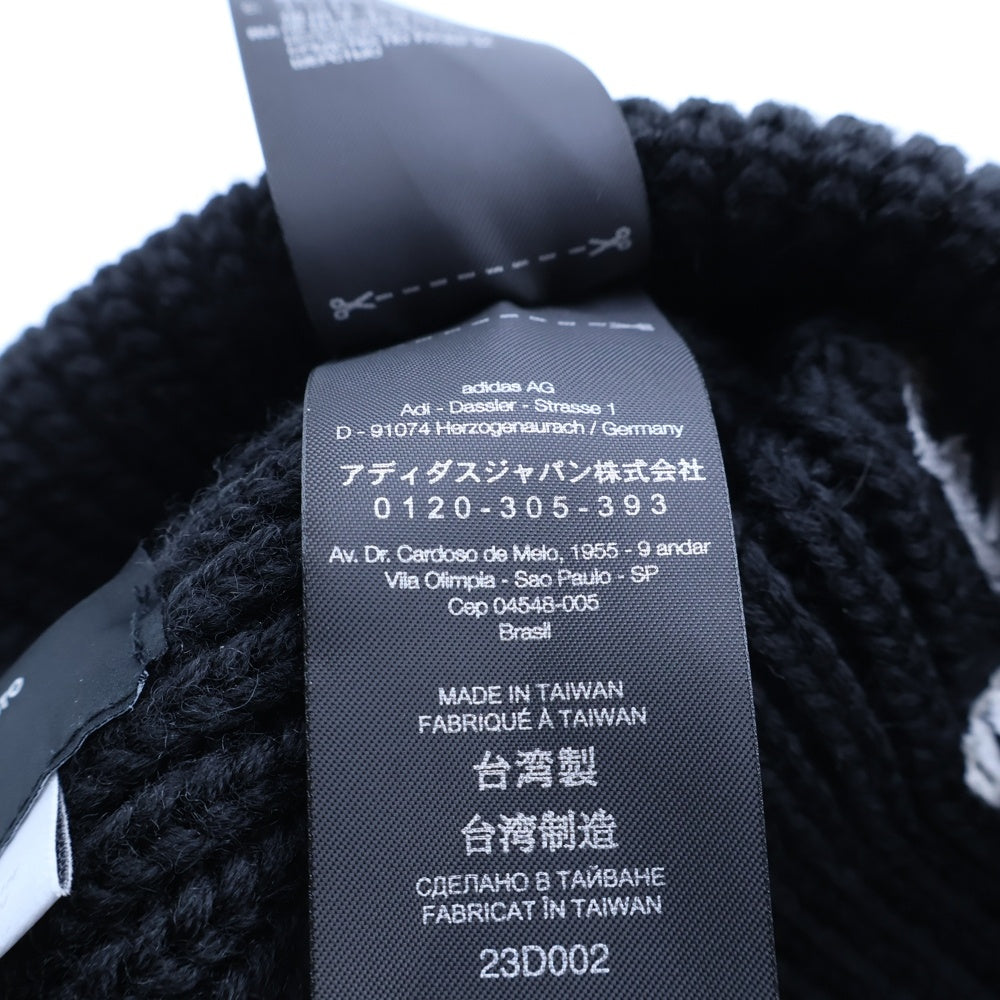 adidas AG
Adi - Dassler - Strasse 1
D - 91074 Herzogenaurach / Germany
アディダスジャパン株式会社
0120-305-393
Av. Dr. Cardoso de Melo, 1955 - 9 andar
Vila Olimpia - Sao Paulo - SP
Cep 04548-005
Brasil
MADE IN TAIWAN
FABRIQUÉ À TAIWAN
台湾製
台湾制造
СДЕЛАНО В ТАЙВАНЕ
FABRICAT ÎN TAIWAN
23D002